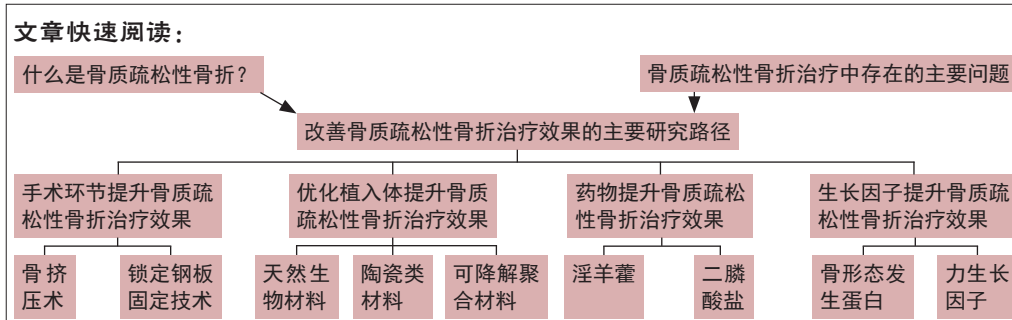 文章快速阅读：
什么是骨质疏松性骨折？
骨质疏松性骨折治疗中存在的主要问题
改善骨质疏松性骨折治疗效果的主要研究路径
手术环节提升骨质疏
松性骨折治疗效果
优化植入体提升骨质
疏松性骨折治疗效果
药物提升骨质疏松
性骨折治疗效果
生长因子提升骨质疏
松性骨折治疗效果
骨挤
压术
锁定钢板
固定技术
天然生
物材料
陶瓷类
材料
可降解聚
合材料
淫羊藿
二膦
酸盐
骨形态发
生蛋白
力生长
因子